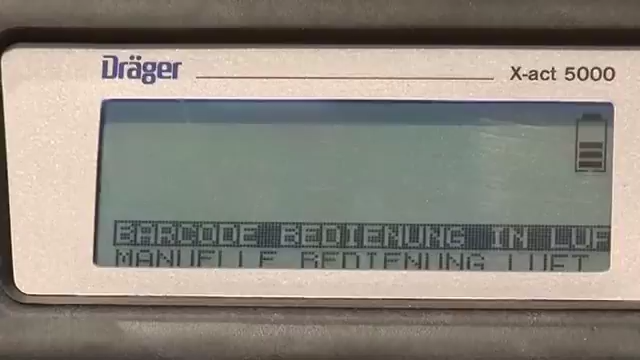 Dräger
X-act 5000
BARCODE BEDIENUNG IN LUF
MANUELLE BEDIENUNG LUFT